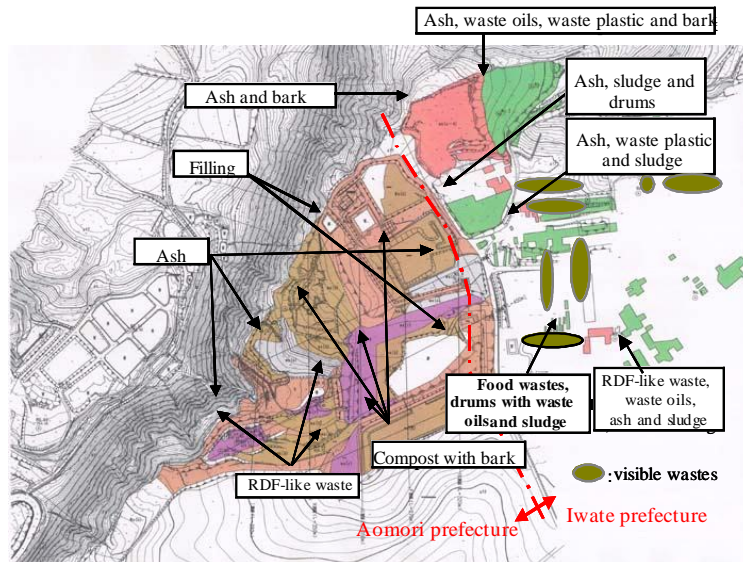 Ash, waste oils, waste plastic and bark
Ash and bark
Ash, sludge and
drums
Ash, waste plastic
and sludge
Filling
Ash
Food wastes,
drums with waste
oils and sludge
RDF-like waste,
waste oils,
ash and sludge
Compost with bark
RDF-like waste
:visible wastes
Aomori prefecture
Iwate prefecture